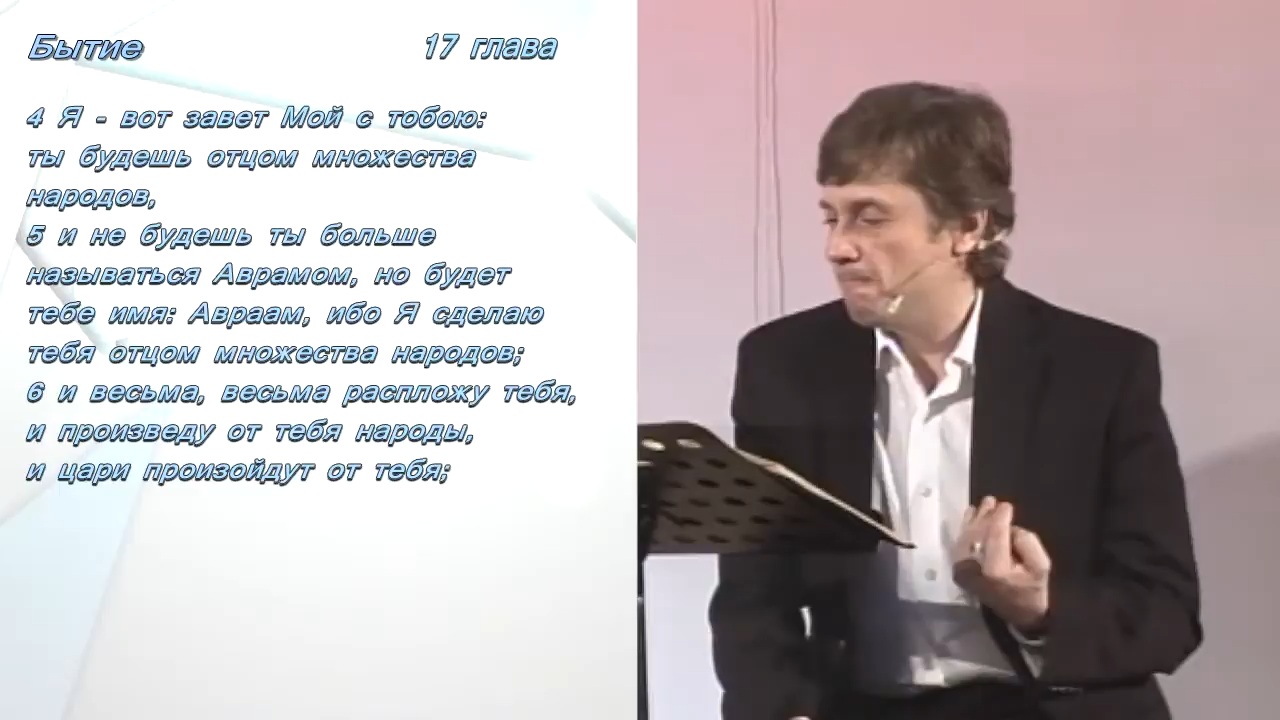 Бытие 17 глава
4 Я - вот завет Мой с тобою:
ты будешь отцом множества
народов,
5 и не будешь ты больше
называться Аврамом, но будет
тебе имя: Авраам, ибо Я сделаю
тебя отцом множества народов;
6 и весьма, весьма распложу тебя,
и произведу от тебя народы,
и цари произойдут от тебя;